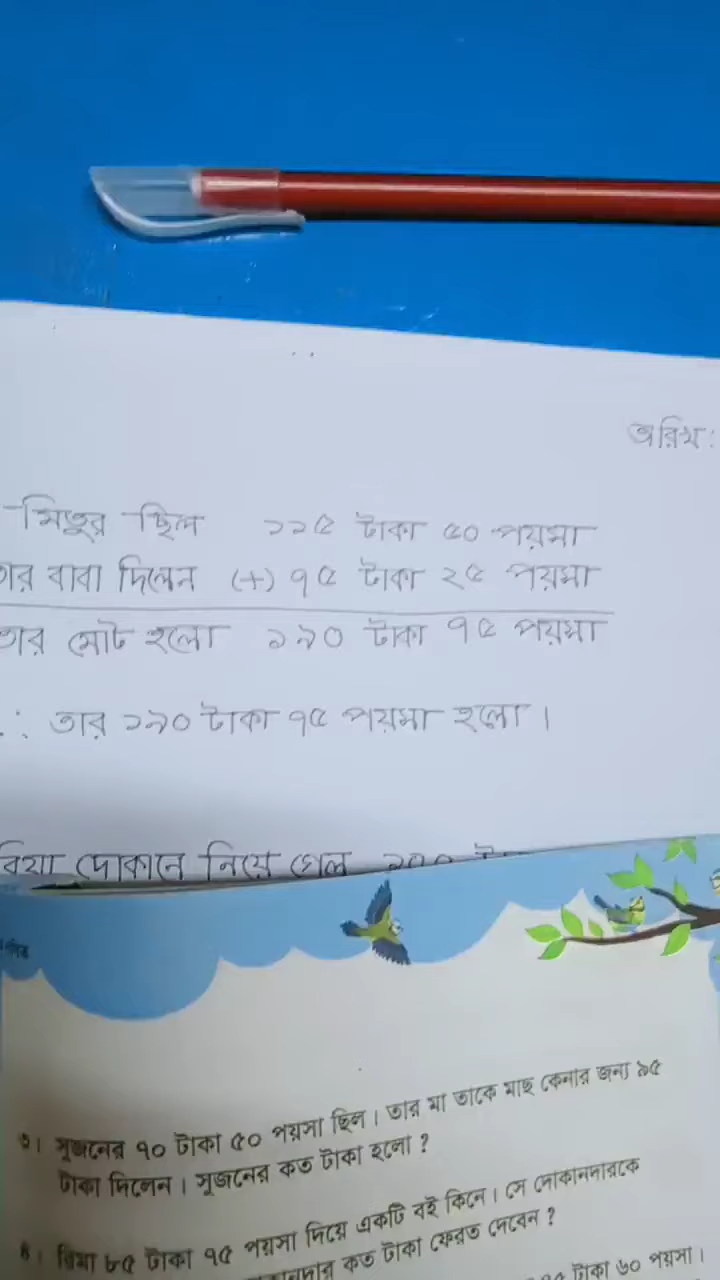 তারিখ:
মিতুর ছিল ১১৫ টাকা ৫০ পয়সা
তার বাবা দিলেন (+) ৭৫ টাকা ২৫ পয়সা
তার মোট হলো ১৯০ টাকা ৭৫ পয়সা
∴ তার ১৯০ টাকা ৭৫ পয়সা হলো।
দোকানে নিয়ে গেল
৩। সুজনের ৭০ টাকা ৫০ পয়সা ছিল। তার মা তাকে মাছ কেনার জন্য ৯৫
টাকা দিলেন। সুজনের কত টাকা হলো?
৪। রিমা ৮৫ টাকা ৭৫ পয়সা দিয়ে একটি বই কিনে। সে দোকানদারকে
কত টাকা ফেরত দেবেন?
টাকা ৬০ পয়সা।